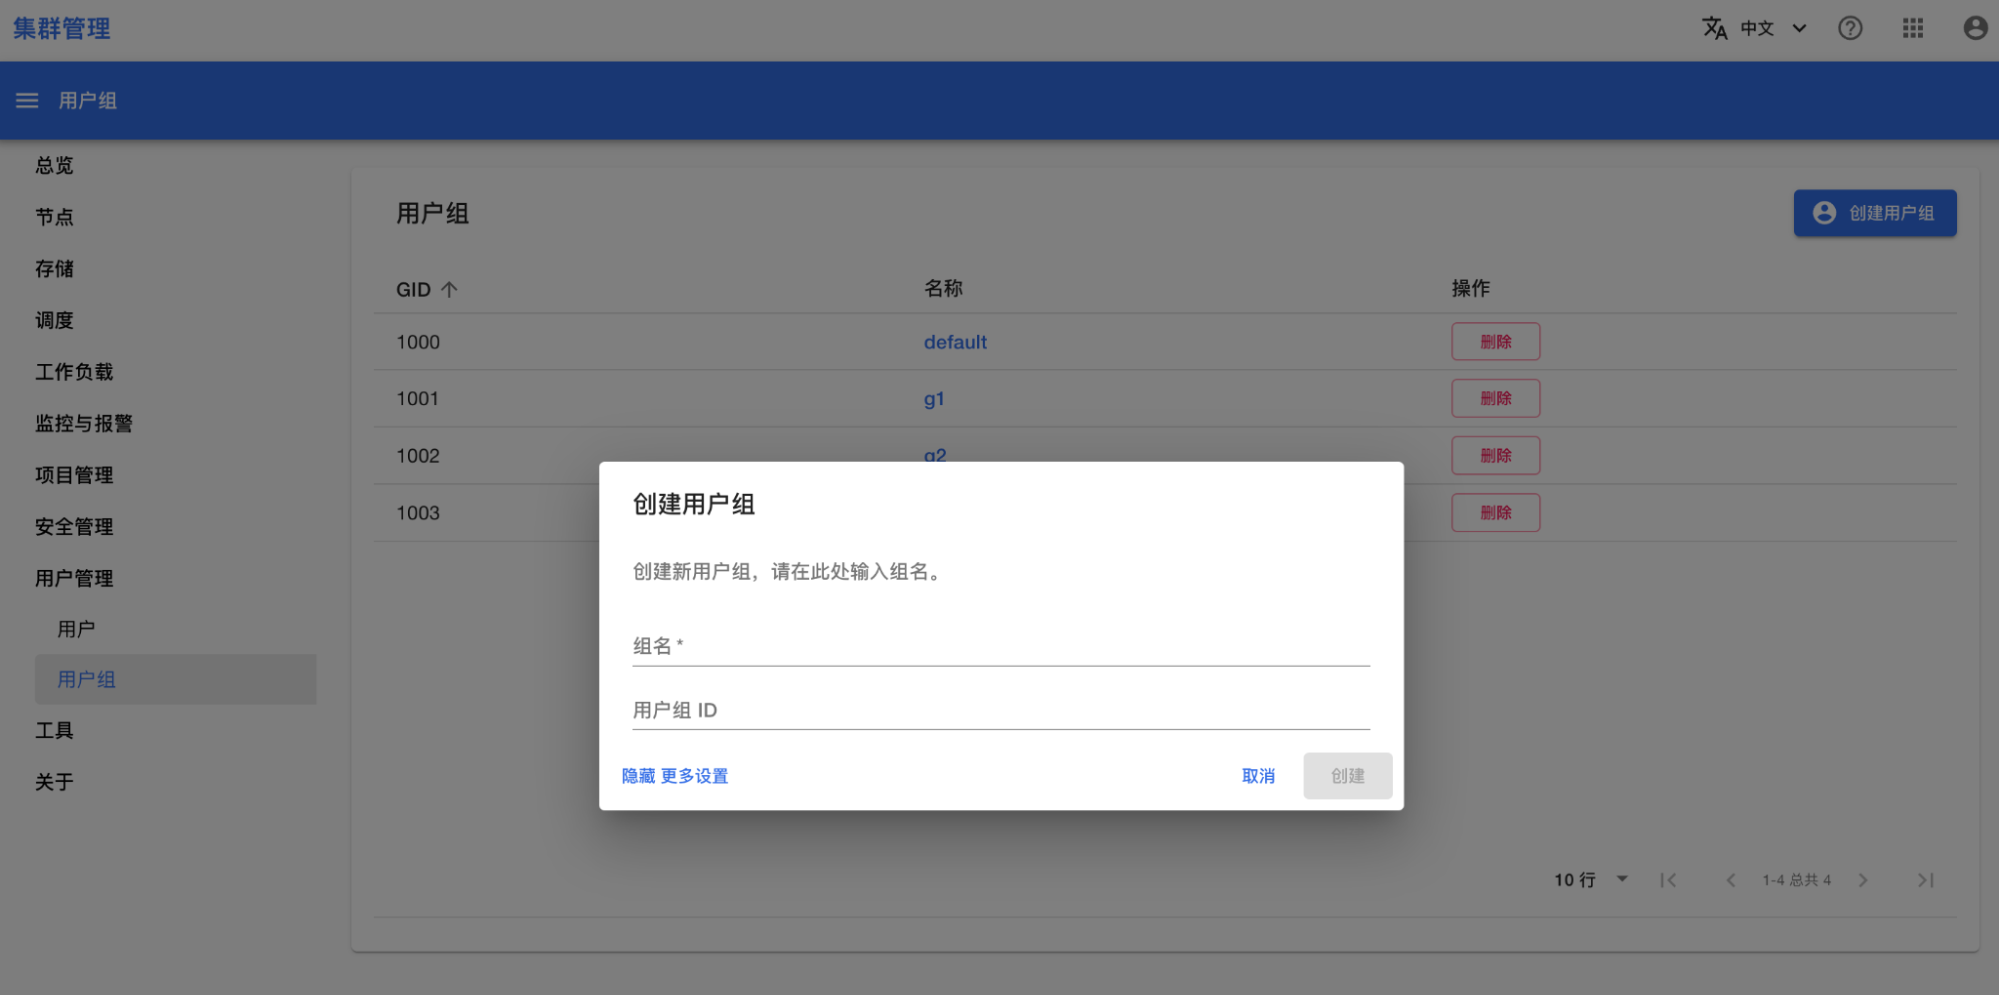 集群管理
中文
用户组
总览
节点
存储
调度
工作负载
监控与报警
项目管理
安全管理
用户管理
用户
用户组
工具
关于
用户组
创建用户组
GID 名称 操作
1000 default 删除
1001 g1 删除
1002 g2 删除
1003 删除
创建用户组
创建新用户组，请在此处输入组名。
组名 *
用户组 ID
隐藏 更多设置 取消 创建
10 行 1-4 总共 4